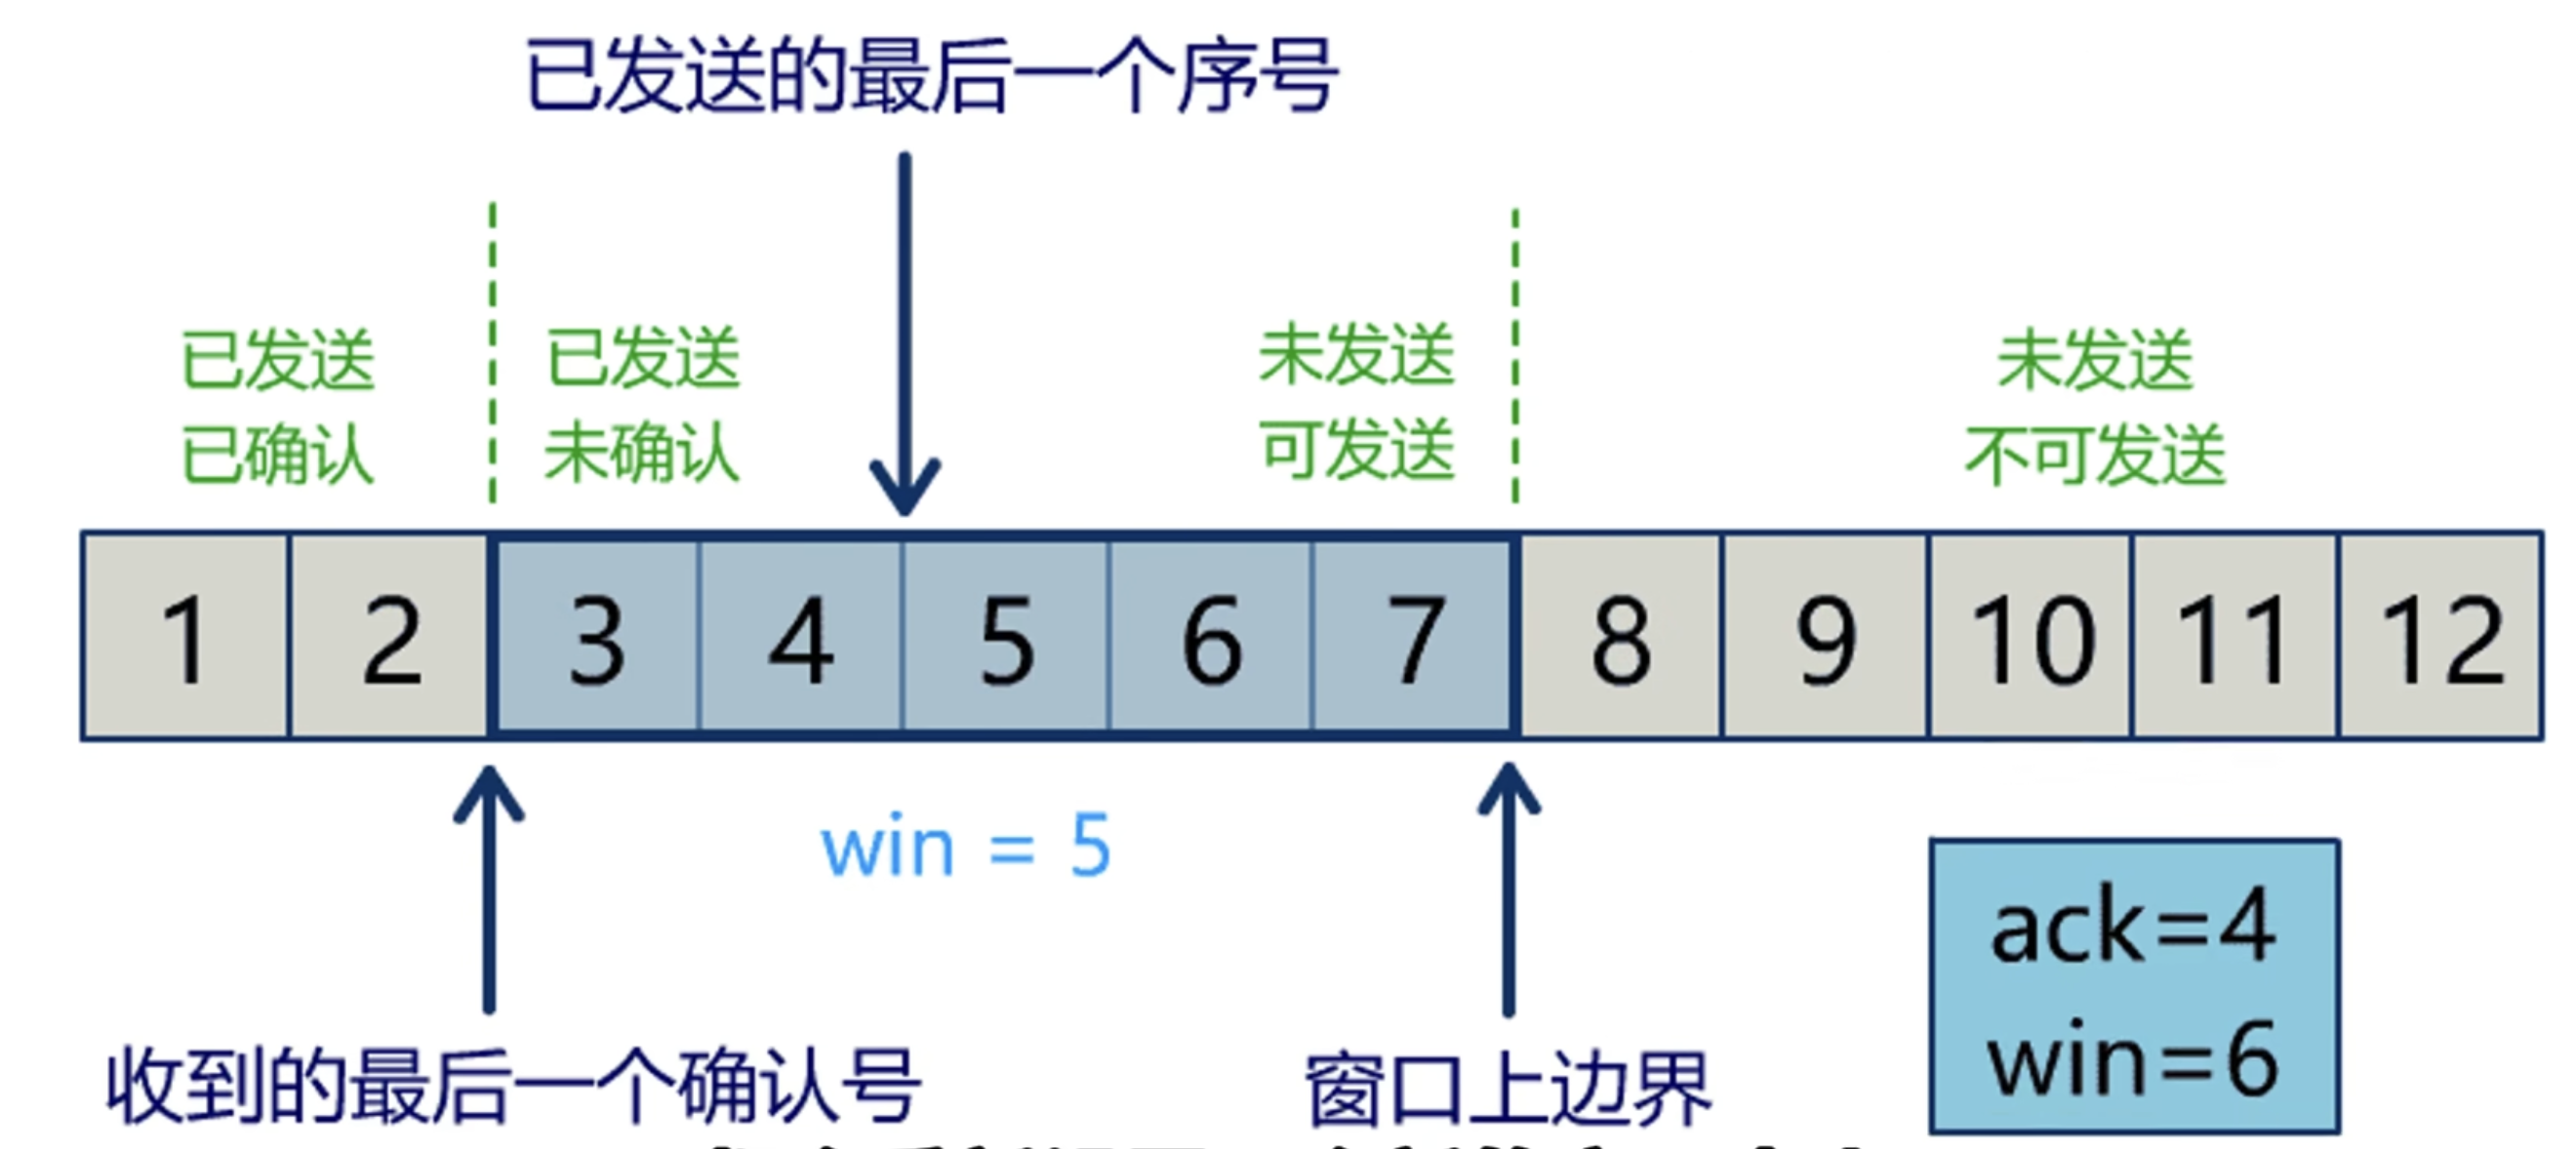 已发送的最后一个序号
已发送
已确认
已发送
未确认
未发送
可发送
未发送
不可发送
1 2 3 4 5 6 7 8 9 10 11 12
win = 5
收到的最后一个确认号
窗口上边界
ack=4
win=6